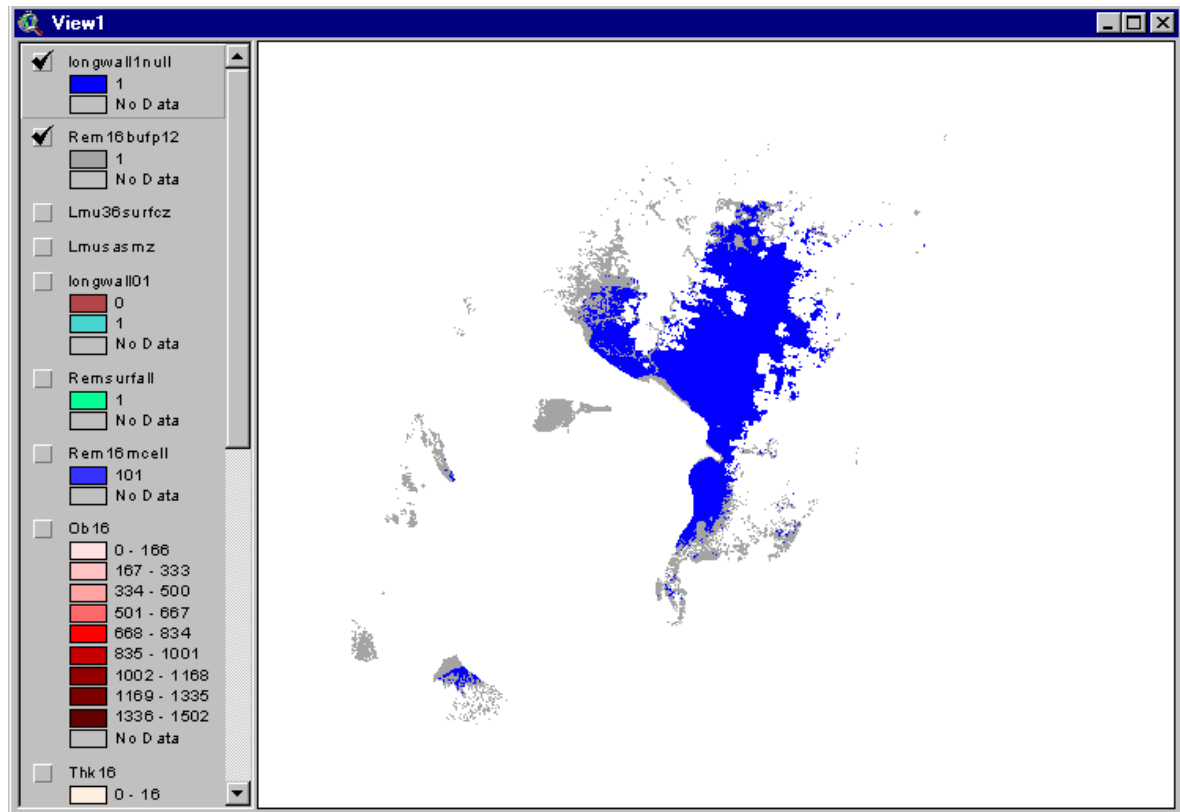 View1
longwall1null
1
No Data
Rem16bufp12
1
No Data
Lmu36surfcz
Lmusasmz
longwall01
0
1
No Data
Remsurfall
1
No Data
Rem16mcell
101
No Data
Ob16
0 - 166
167 - 333
334 - 500
501 - 667
668 - 834
835 - 1001
1002 - 1168
1169 - 1335
1336 - 1502
No Data
Thk16
0 - 16